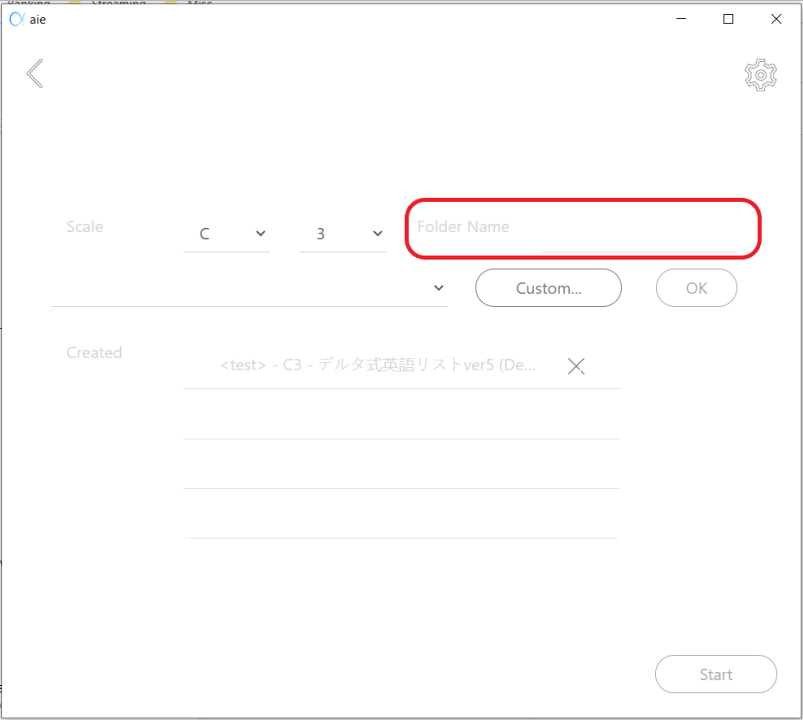 aie
Scale
C
3
Folder Name
Custom...
OK
Created
<test> - C3 - デルタ式英語リストver5 (De...
Start